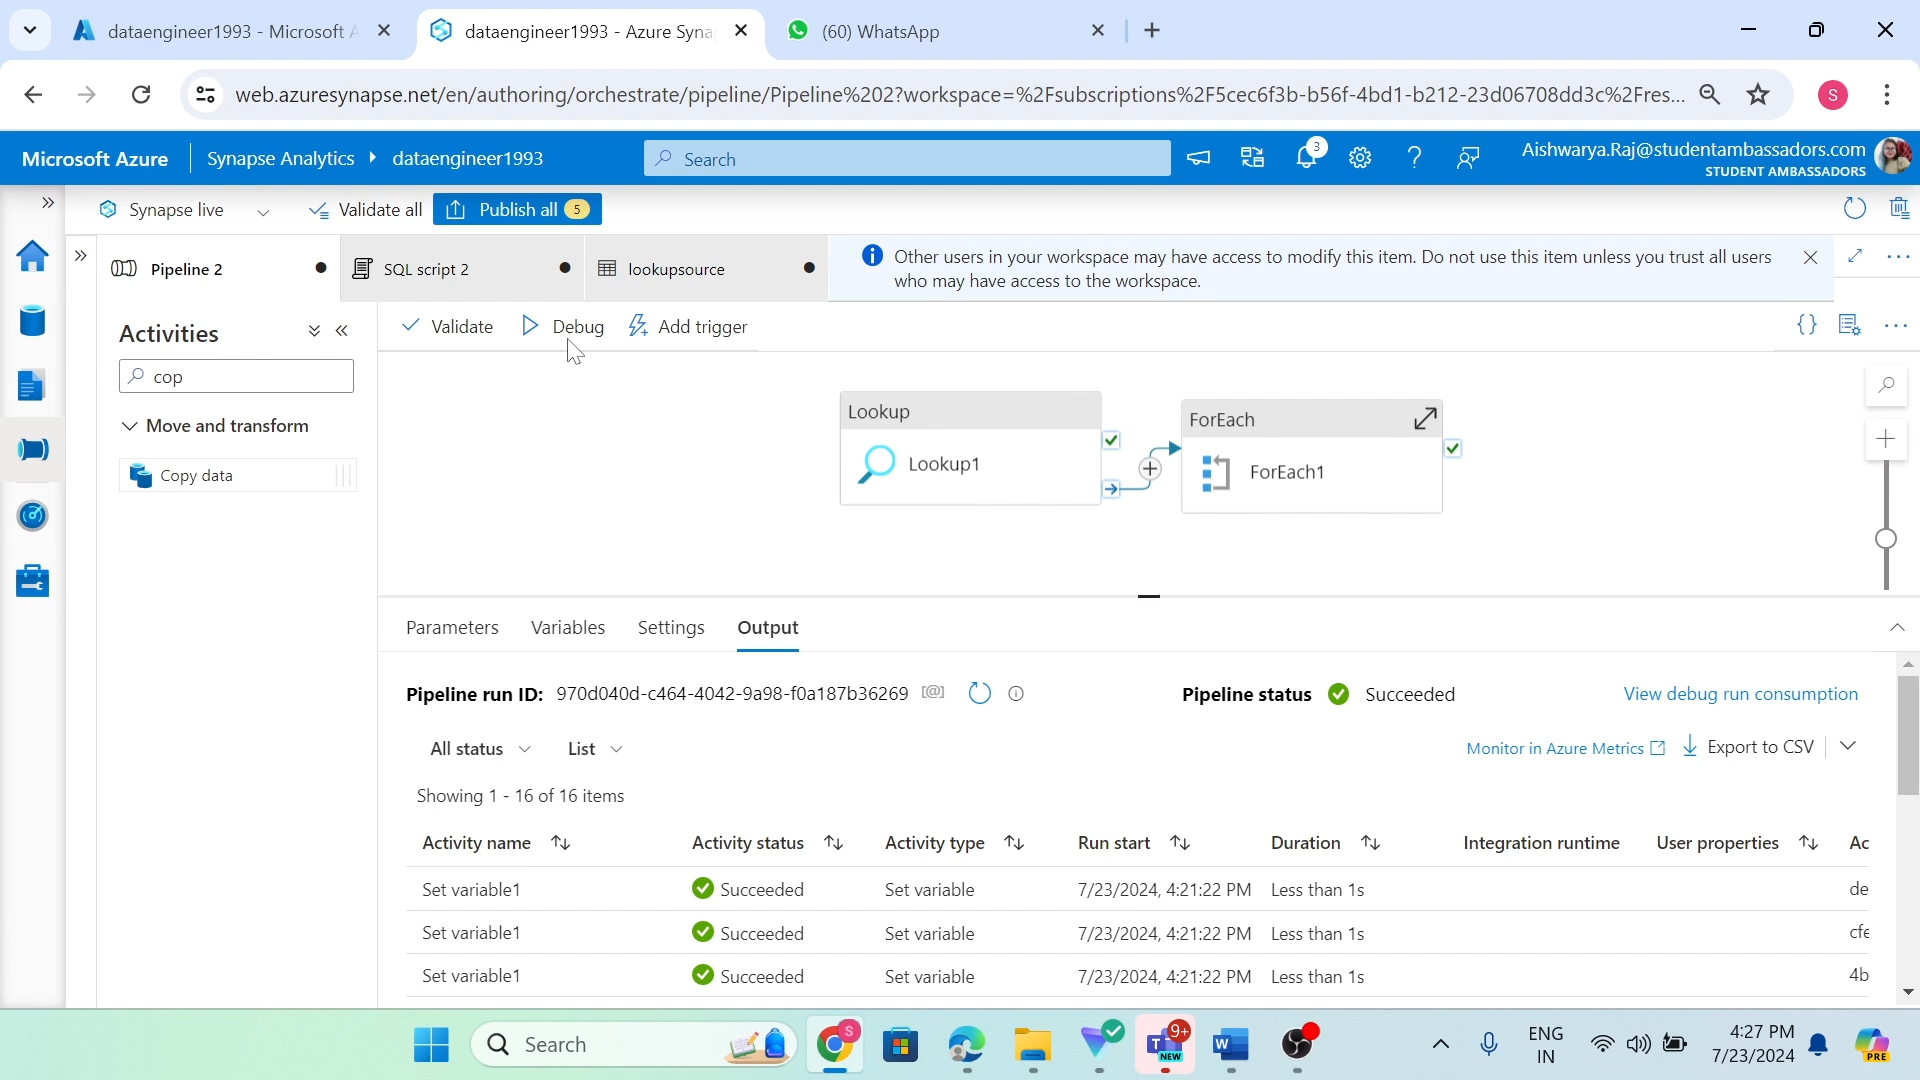 dataengineer1993 - Microsoft A
dataengineer1993 - Azure Syna
(60) WhatsApp
web.azuresynapse.net/en/authoring/orchestrate/pipeline/Pipeline%202?workspace=%2Fsubscriptions%2F5cec6f3b-b56f-4bd1-b212-23d06708dd3c%2Fres...
S
Microsoft Azure
Synapse Analytics
dataengineer1993
Search
3
Aishwarya.Raj@studentambassadors.com
STUDENT AMBASSADORS
Synapse live
Validate all
Publish all
5
Pipeline 2
SQL script 2
lookupsource
Other users in your workspace may have access to modify this item. Do not use this item unless you trust all users
who may have access to the workspace.
Activities
cop
Move and transform
Copy data
Validate
Debug
Add trigger
Lookup
Lookup1
ForEach
ForEach1
Parameters
Variables
Settings
Output
Pipeline run ID: 970d040d-c464-4042-9a98-f0a187b36269
Pipeline status
Succeeded
View debug run consumption
All status
List
Monitor in Azure Metrics
Export to CSV
Showing 1 - 16 of 16 items
Activity name
Activity status
Activity type
Run start
Duration
Integration runtime
User properties
Ac
Set variable1
Succeeded
Set variable
7/23/2024, 4:21:22 PM
Less than 1s
de
Set variable1
Succeeded
Set variable
7/23/2024, 4:21:22 PM
Less than 1s
cfe
Set variable1
Succeeded
Set variable
7/23/2024, 4:21:22 PM
Less than 1s
4b
Search
S
9+
NEW
ENG
IN
4:27 PM
7/23/2024
PRE